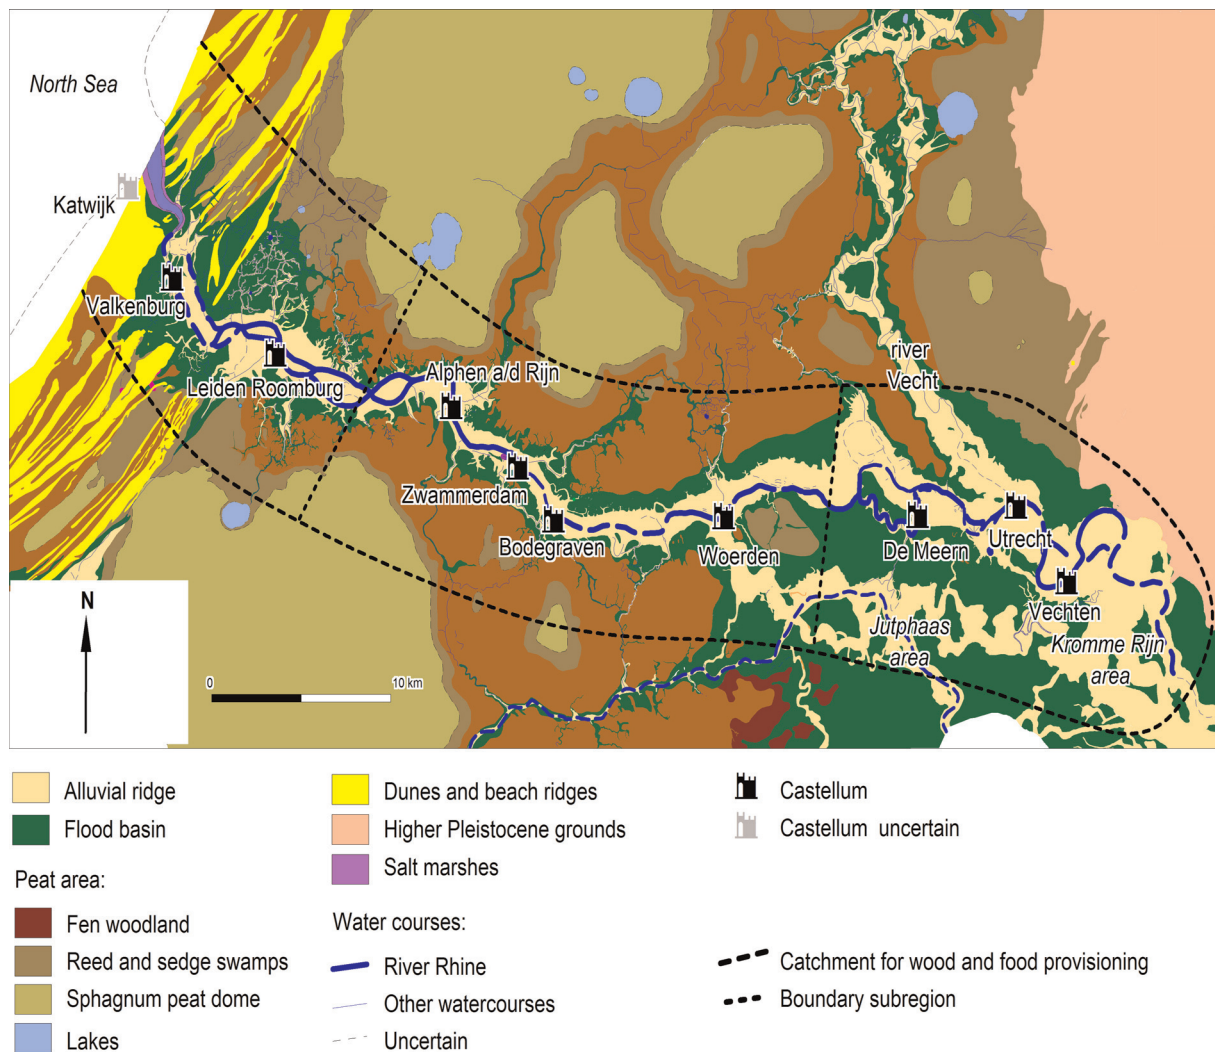 North Sea
Katwijk
Valkenburg
Leiden Roomburg
Alphen a/d Rijn
Zwammerdam
Bodegraven
Woerden
river
Vecht
De Meern
Utrecht
Vechten
Jutphaas
area
Kromme Rijn
area
N
0
10 km
Alluvial ridge
Flood basin
Peat area:
Fen woodland
Reed and sedge swamps
Sphagnum peat dome
Lakes
Dunes and beach ridges
Higher Pleistocene grounds
Salt marshes
Water courses:
River Rhine
Other watercourses
Uncertain
Castellum
Castellum uncertain
Catchment for wood and food provisioning
Boundary subregion